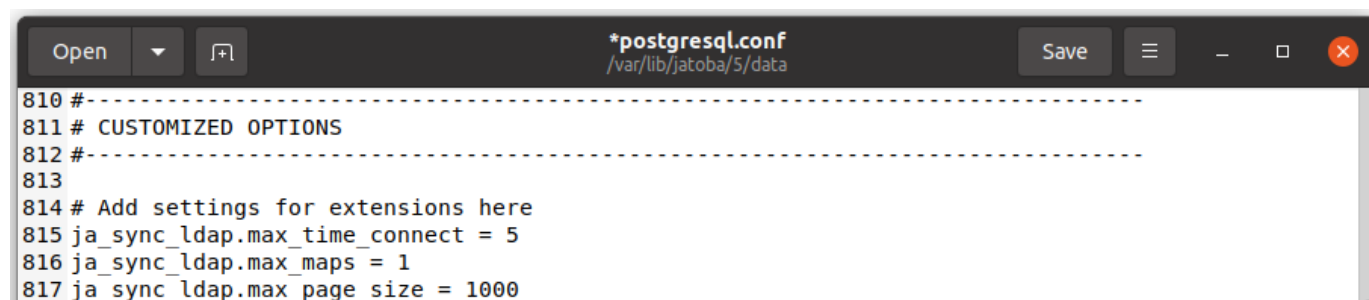 Open
*postgresql.conf
/var/lib/jatoba/5/data
Save
810 #------------------------------------------------------------------------------
811 # CUSTOMIZED OPTIONS
812 #------------------------------------------------------------------------------
813
814 # Add settings for extensions here
815 ja_sync_ldap.max_time_connect = 5
816 ja_sync_ldap.max_maps = 1
817 ja_sync_ldap.max_page_size = 1000